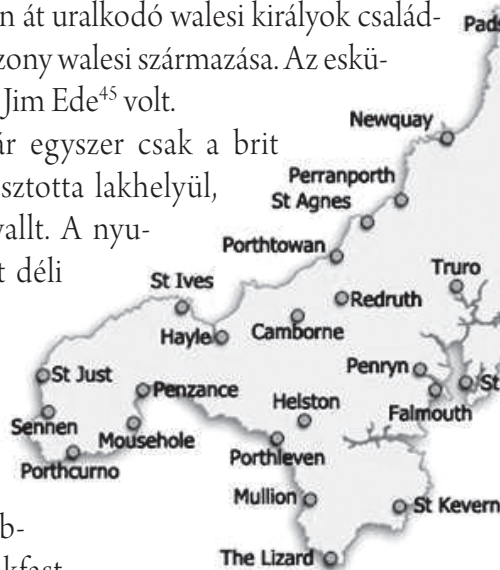 n át uralkodó walesi királyok család-
zony walesi származása. Az eskü-
Jim Ede45 volt.
ár egyszer csak a brit
sztotta lakhelyül,
vallt. A nyu-
t déli
b-
kfest
Pads
Newquay
Perranporth
St Agnes
Porthtowan
Truro
St Ives
Redruth
Hayle
Camborne
St Just
Penzance
Penryn
St
Helston
Falmouth
Sennen
Mousehole
Porthleven
Porthcurno
Mullion
St Kevern
The Lizard